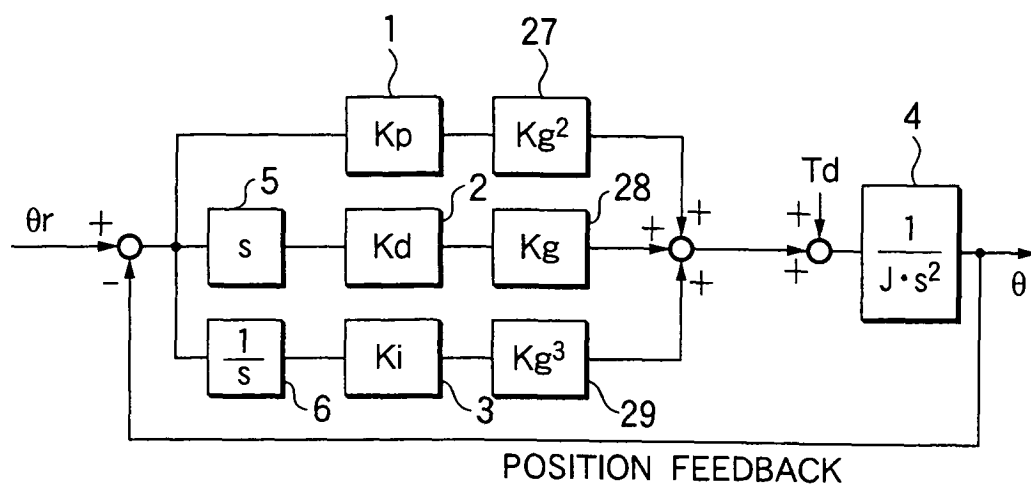 1
27
Kp
Kg²
4
5
2
28
Td
θr
+
-
s
Kd
Kg
+
+
+
+
+
1
J·s²
θ
1
s
Ki
Kg³
6
3
29
POSITION FEEDBACK